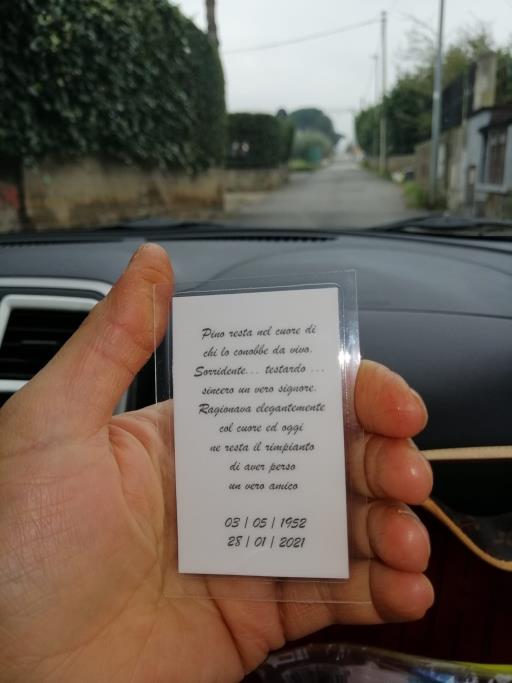 Pino resta nel cuore di
chi lo conobbe da vivo.
Sorridente... testardo ...
sincero un vero signore.
Ragionava elegantemente
col cuore ed oggi
ne resta il rimpianto
di aver perso
un vero amico
03 | 05 | 1952
28 | 01 | 2021